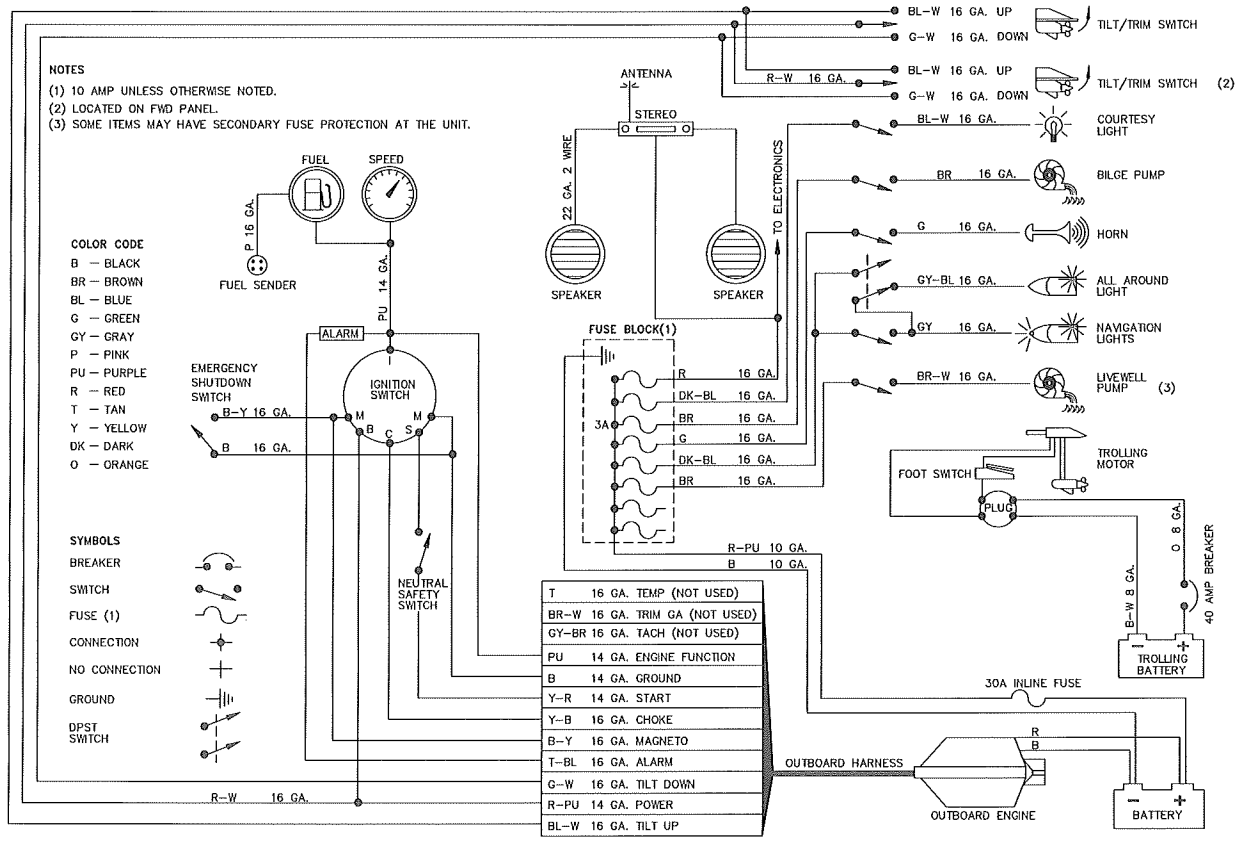 BL-W 16 GA. UP
TILT/TRIM SWITCH
G-W 16 GA. DOWN
NOTES
(1) 10 AMP UNLESS OTHERWISE NOTED.
(2) LOCATED ON FWD PANEL.
(3) SOME ITEMS MAY HAVE SECONDARY FUSE PROTECTION AT THE UNIT.
ANTENNA
STEREO
22 GA. 2 WIRE
SPEAKER
SPEAKER
TO ELECTRONICS
BL-W 16 GA. UP
R-W 16 GA.
TILT/TRIM SWITCH (2)
G-W 16 GA. DOWN
BL-W 16 GA.
COURTESY
LIGHT
BR 16 GA.
BILGE PUMP
G 16 GA.
HORN
GY-BL 16 GA.
ALL AROUND
LIGHT
GY 16 GA.
NAVIGATION
LIGHTS
BR-W 16 GA.
LIVEWELL
PUMP (3)
FUEL
SPEED
P 16 GA.
FUEL SENDER
PU 14 GA.
ALARM
IGNITION
SWITCH
M
B
C
S
M
COLOR CODE
B — BLACK
BR — BROWN
BL — BLUE
G — GREEN
GY — GRAY
P — PINK
PU — PURPLE
R — RED
T — TAN
Y — YELLOW
DK — DARK
O — ORANGE
EMERGENCY
SHUTDOWN
SWITCH
B-Y 16 GA.
B 16 GA.
NEUTRAL
SAFETY
SWITCH
FUSE BLOCK(1)
R 16 GA.
DK-BL 16 GA.
3A
BR 16 GA.
G 16 GA.
DK-BL 16 GA.
BR 16 GA.
R-PU 10 GA.
B 10 GA.
TROLLING
MOTOR
FOOT SWITCH
PLUG
O 8 GA.
B-W 8 GA.
40 AMP BREAKER
TROLLING
BATTERY
SYMBOLS
BREAKER
SWITCH
FUSE (1)
CONNECTION
NO CONNECTION
GROUND
DPST
SWITCH
T 16 GA. TEMP (NOT USED)
BR-W 16 GA. TRIM GA (NOT USED)
GY-BR 16 GA. TACH (NOT USED)
PU 14 GA. ENGINE FUNCTION
B 14 GA. GROUND
Y-R 14 GA. START
Y-B 16 GA. CHOKE
B-Y 16 GA. MAGNETO
T-BL 16 GA. ALARM
G-W 16 GA. TILT DOWN
R-PU 14 GA. POWER
BL-W 16 GA. TILT UP
R-W 16 GA.
30A INLINE FUSE
OUTBOARD HARNESS
R
B
OUTBOARD ENGINE
BATTERY